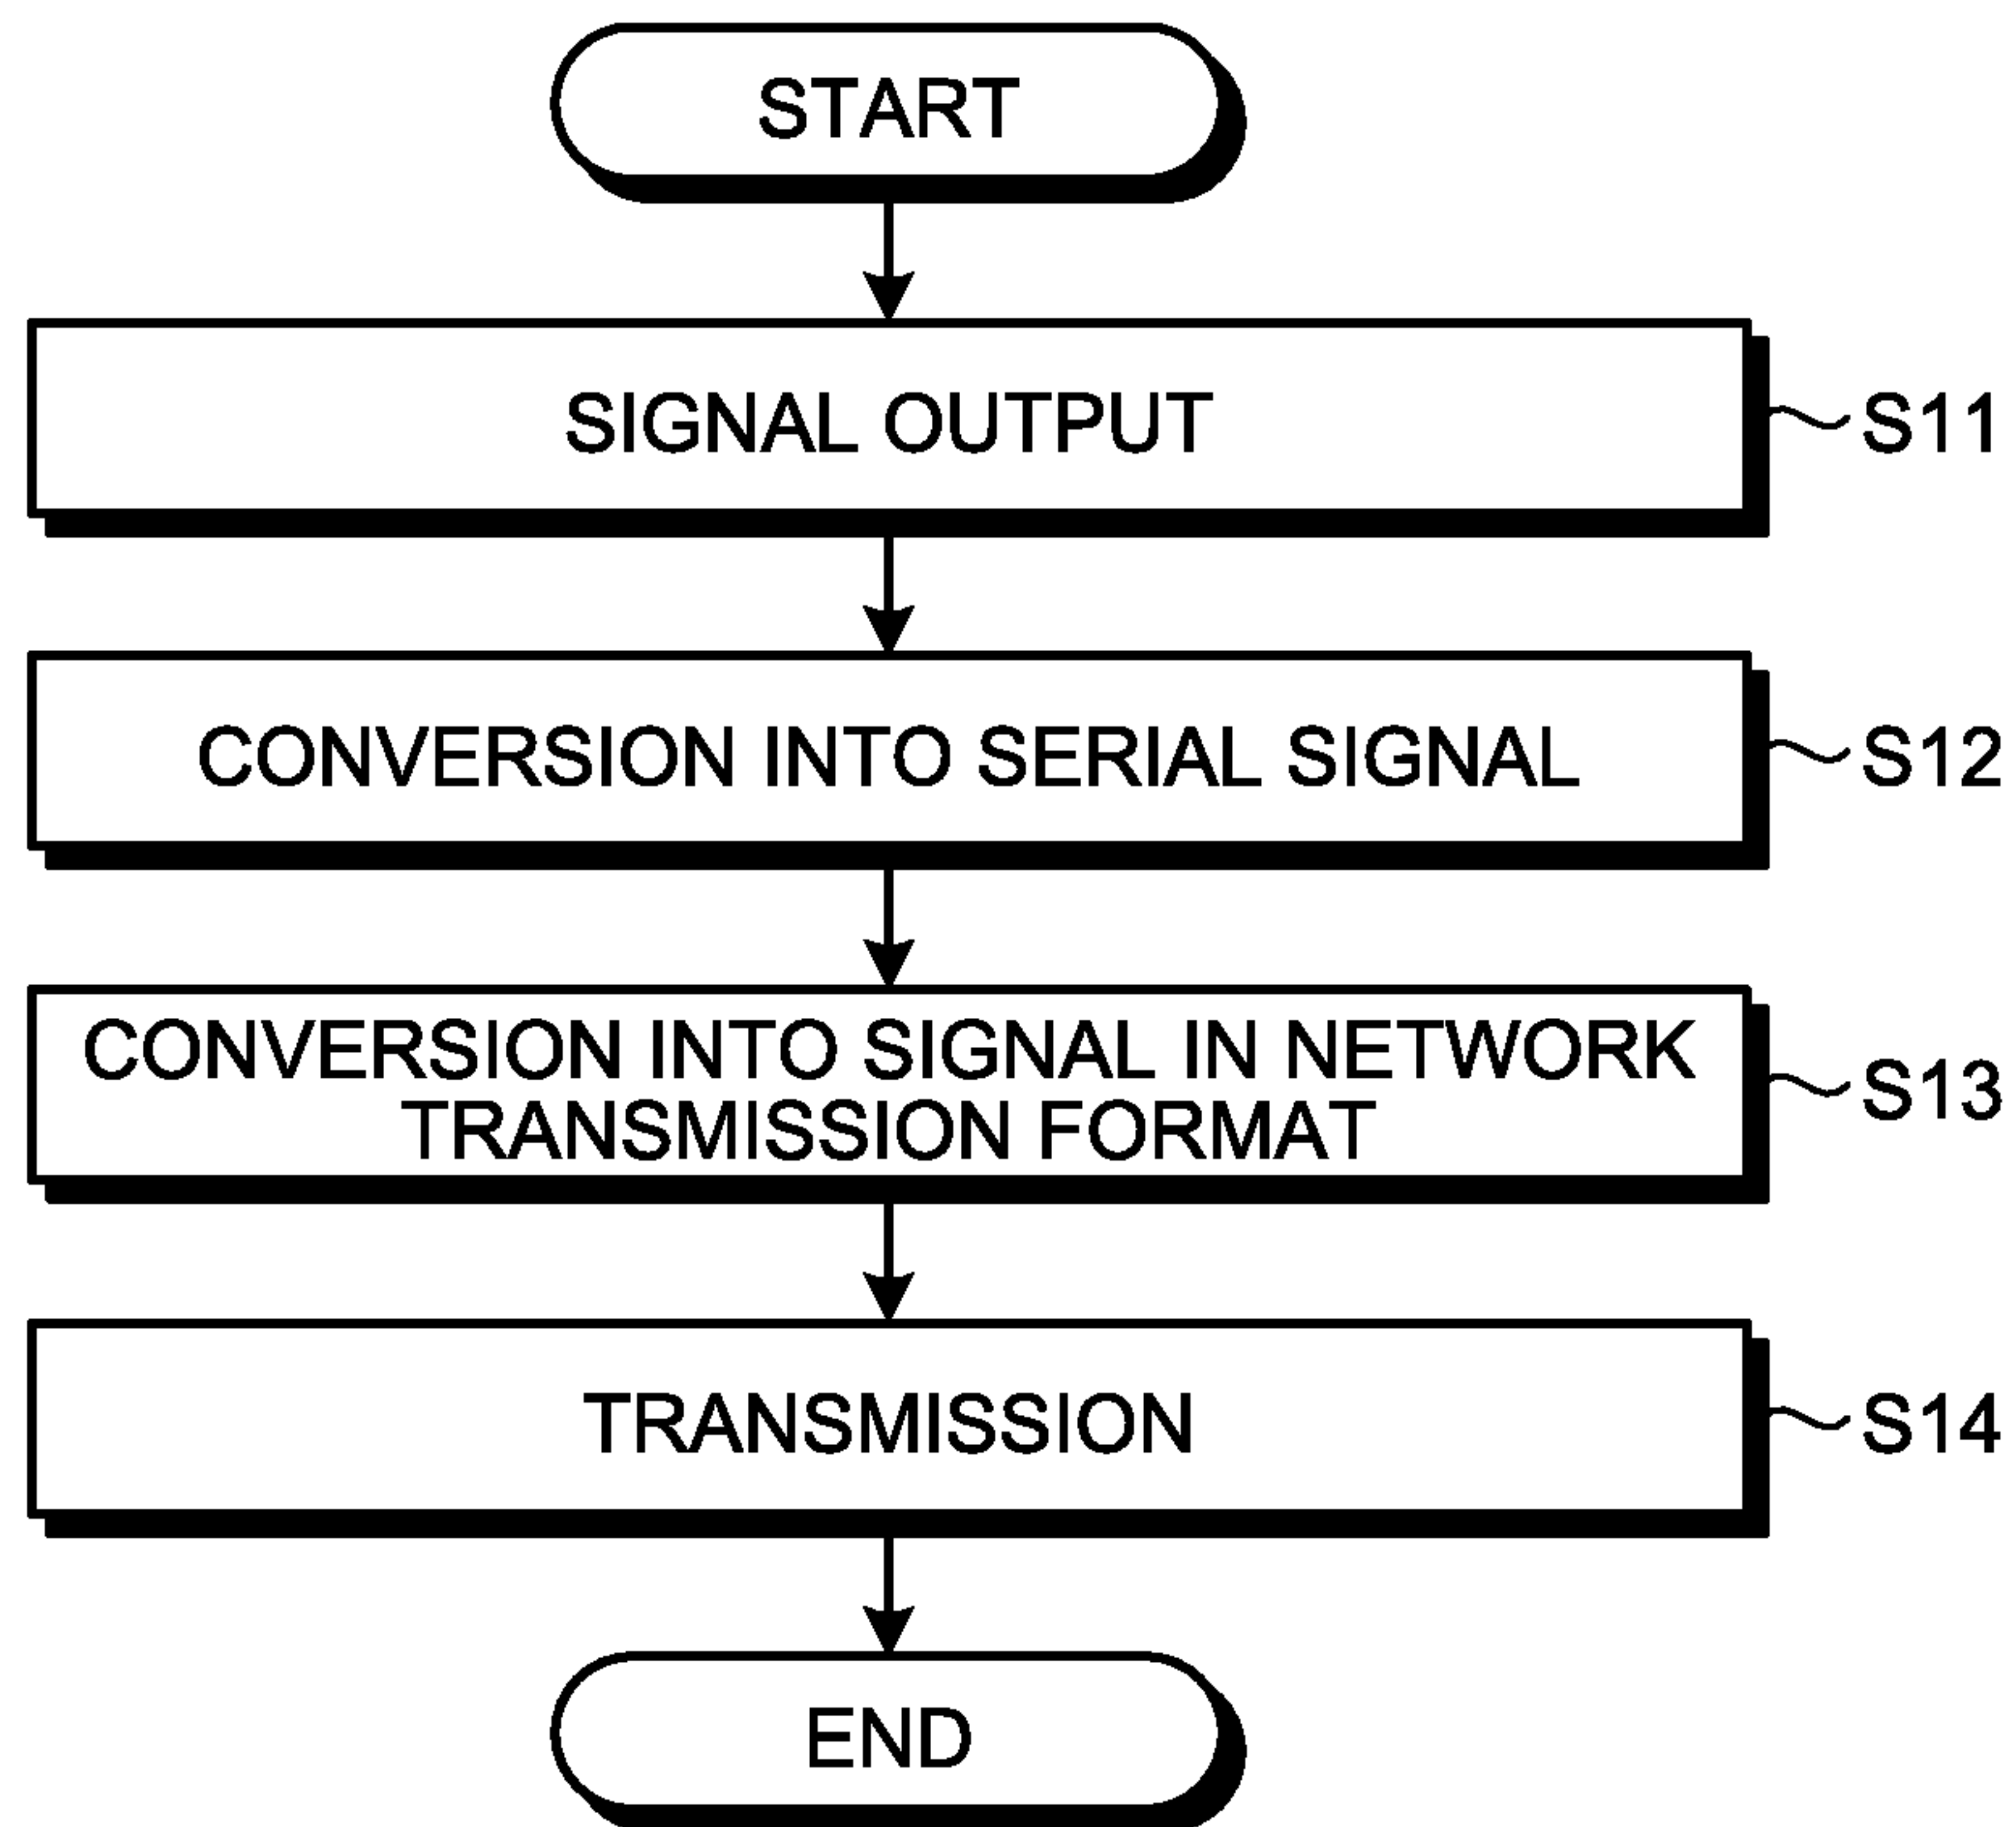 START
SIGNAL OUTPUT
S11
CONVERSION INTO SERIAL SIGNAL
S12
CONVERSION INTO SIGNAL IN NETWORK
TRANSMISSION FORMAT
S13
TRANSMISSION
S14
END